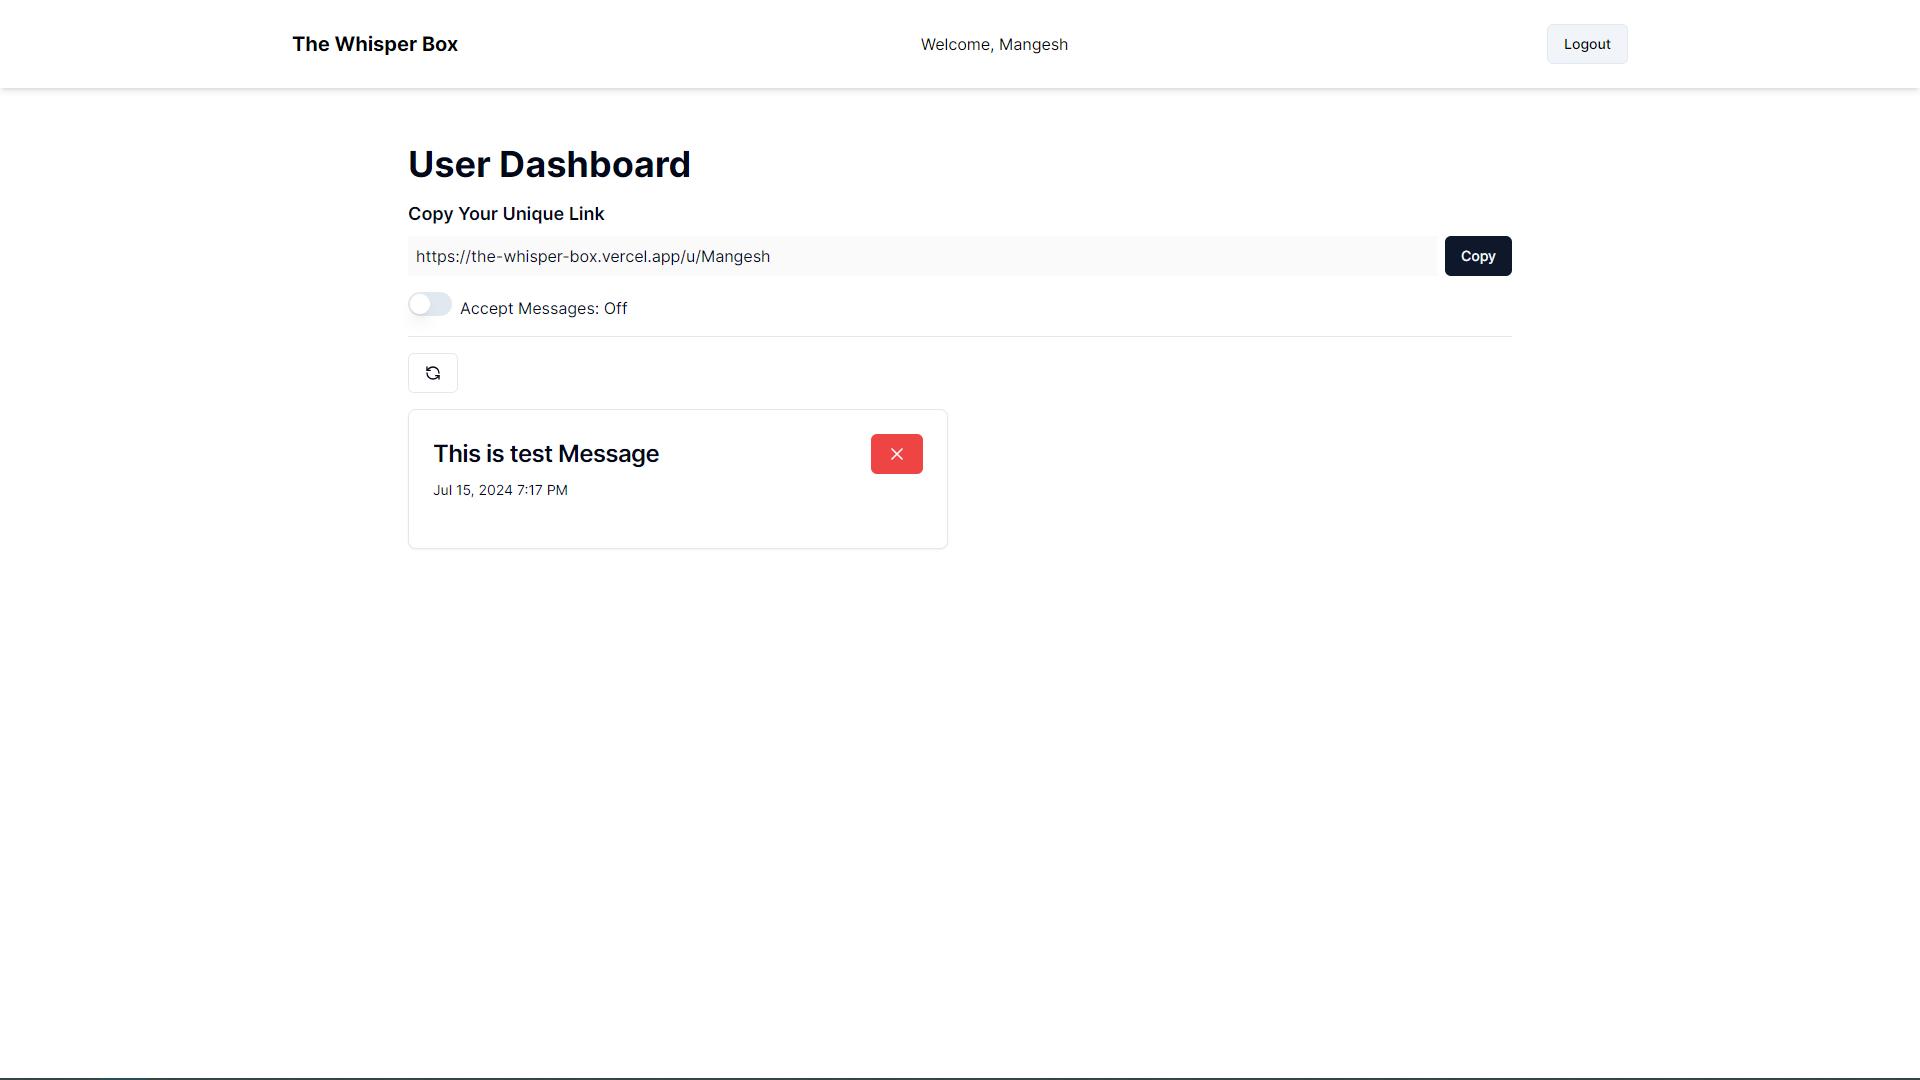 The Whisper Box
Welcome, Mangesh
Logout
User Dashboard
Copy Your Unique Link
https://the-whisper-box.vercel.app/u/Mangesh
Copy
Accept Messages: Off
This is test Message
Jul 15, 2024 7:17 PM